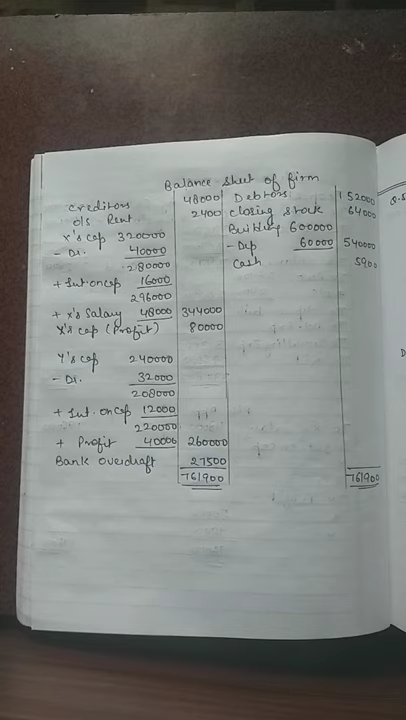 Balance Sheet of firm
Creditors 48000 Debtors 152000
O/s Rent. 2400 Closing Stock 64000
X's cap 320000 Building 600000
- Dr. 40000 - Dep 60000 540000
280000 Cash 5900
+ Int on cap 16000
296000
+ X's Salary 48000 344000
X's cap (Profit) 80000
Y's cap 240000
- Dr. 32000
208000
+ Int. on Cap 12000
220000
+ Profit 40000 260000
Bank overdraft 27500
761900 761900